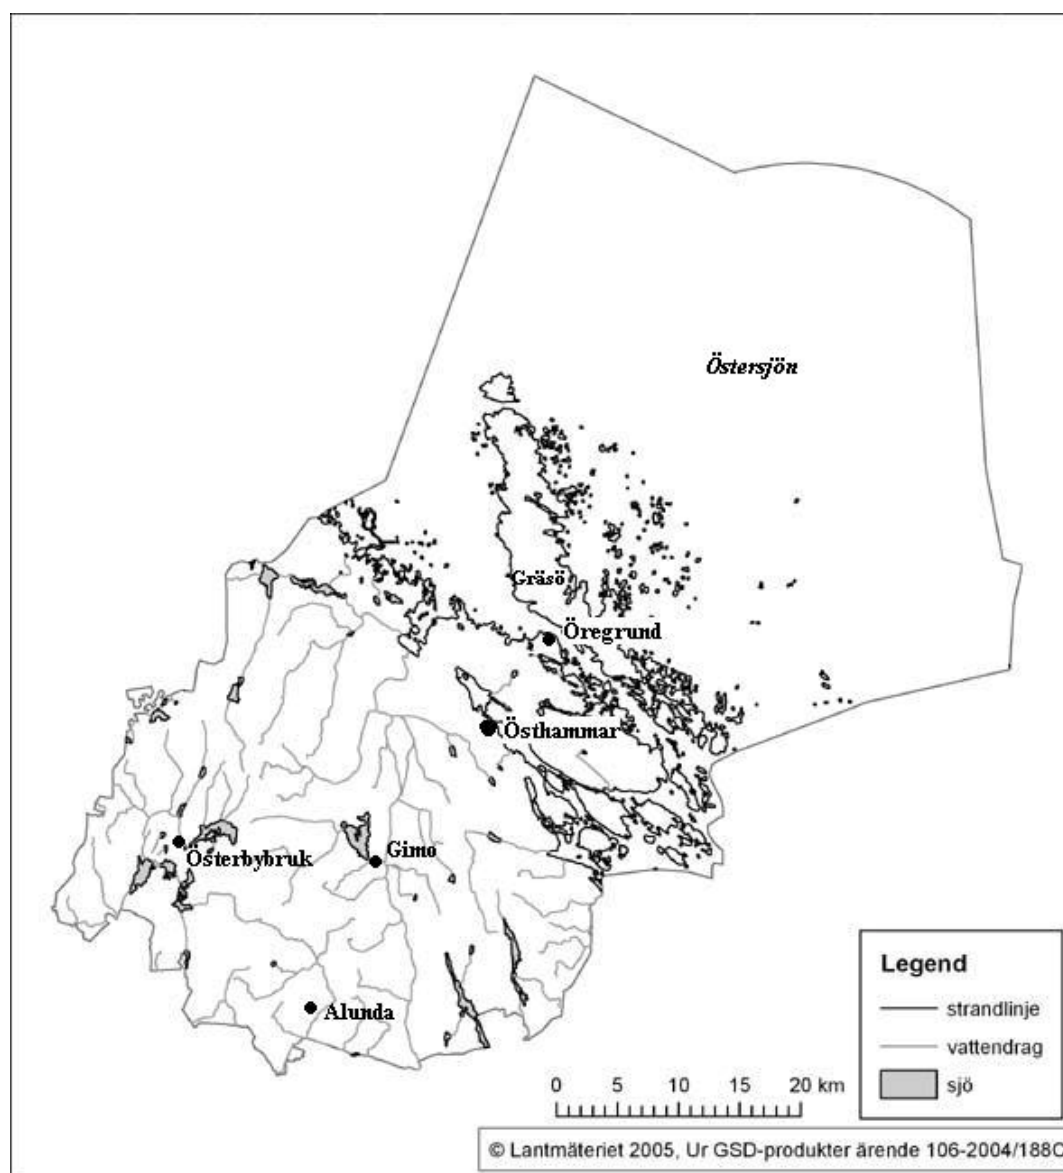 Östersjön
Gräsö
Öregrund
Östhammar
Österbybruk
Gimo
Alunda
Legend
strandlinje
vattendrag
sjö
0 5 10 15 20 km
© Lantmäteriet 2005, Ur GSD-produkter ärende 106-2004/188C